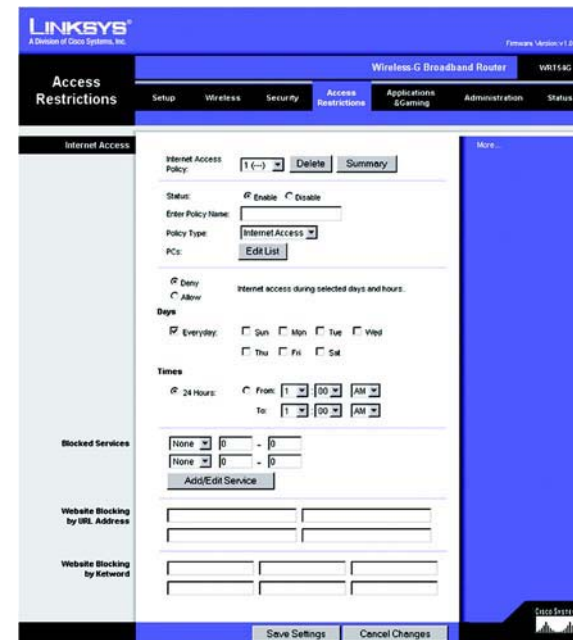 LINKSYS®
A Division of Cisco Systems, Inc.
Firmware Version: v1.0
Wireless-G Broadband Router WRT54G
Access
Restrictions
Setup Wireless Security Access Restrictions Applications &Gaming Administration Status
Internet Access
More...
Internet Access Policy: 1 (---) Delete Summary
Status: Enable Disable
Enter Policy Name:
Policy Type: Internet Access
PCs: Edit List
Deny
Allow
Internet access during selected days and hours.
Days
Everyday: Sun Mon Tue Wed
Thu Fri Sat
Times
24 Hours: From: 1 : 00 AM
To: 1 : 00 AM
Blocked Services
None 0 - 0
None 0 - 0
Add/Edit Service
Website Blocking
by URL Address
Website Blocking
by Ketword
Save Settings Cancel Changes